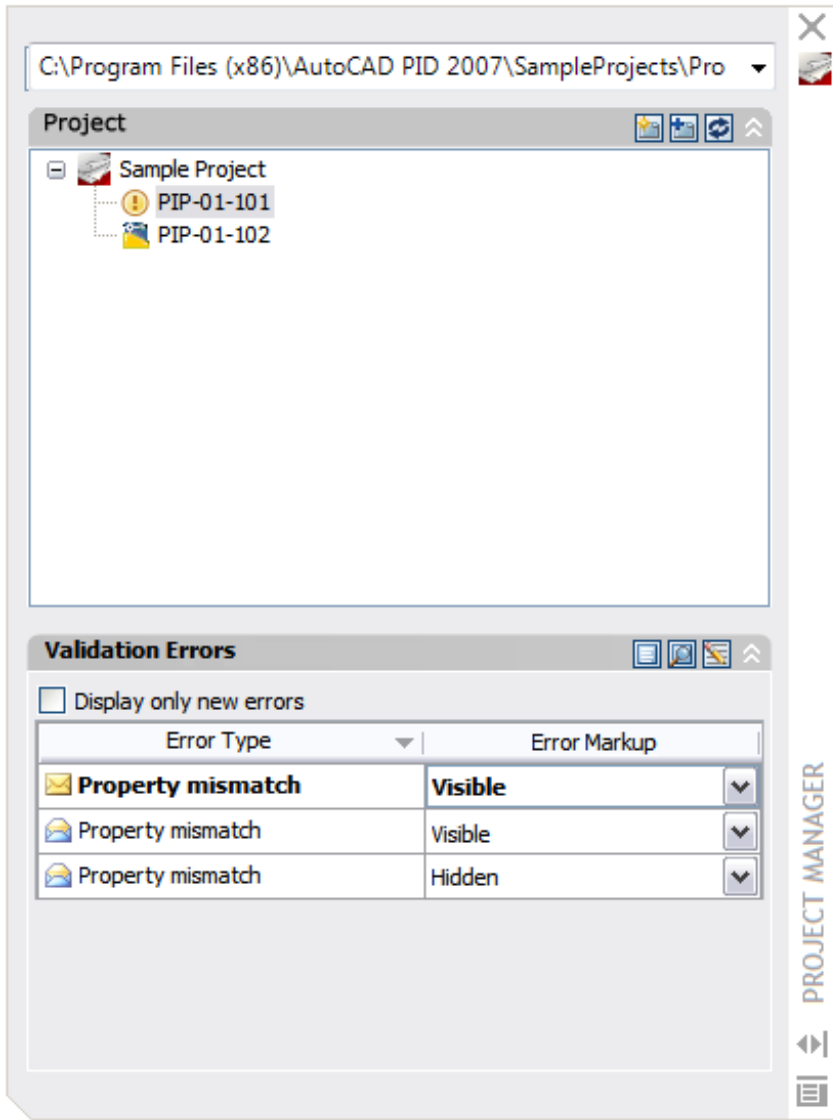 C:\Program Files (x86)\AutoCAD PID 2007\SampleProjects\Pro
Project
Sample Project
PIP-01-101
PIP-01-102
Validation Errors
Display only new errors
Error Type Error Markup
Property mismatch Visible
Property mismatch Visible
Property mismatch Hidden
PROJECT MANAGER